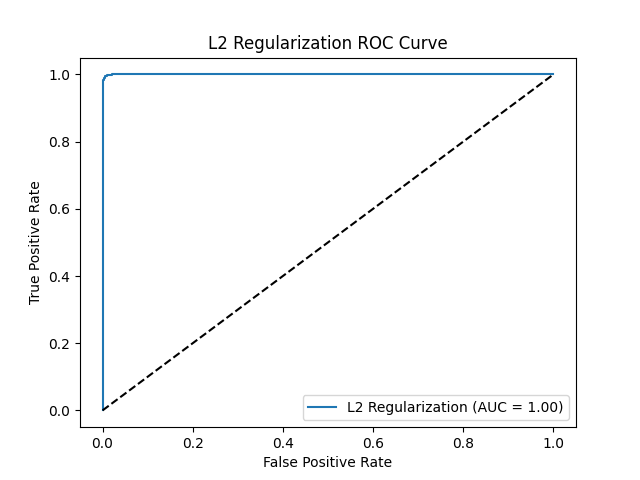 L2 Regularization ROC Curve
1.0
0.8
0.6
0.4
0.2
0.0
True Positive Rate
L2 Regularization (AUC = 1.00)
0.0 0.2 0.4 0.6 0.8 1.0
False Positive Rate